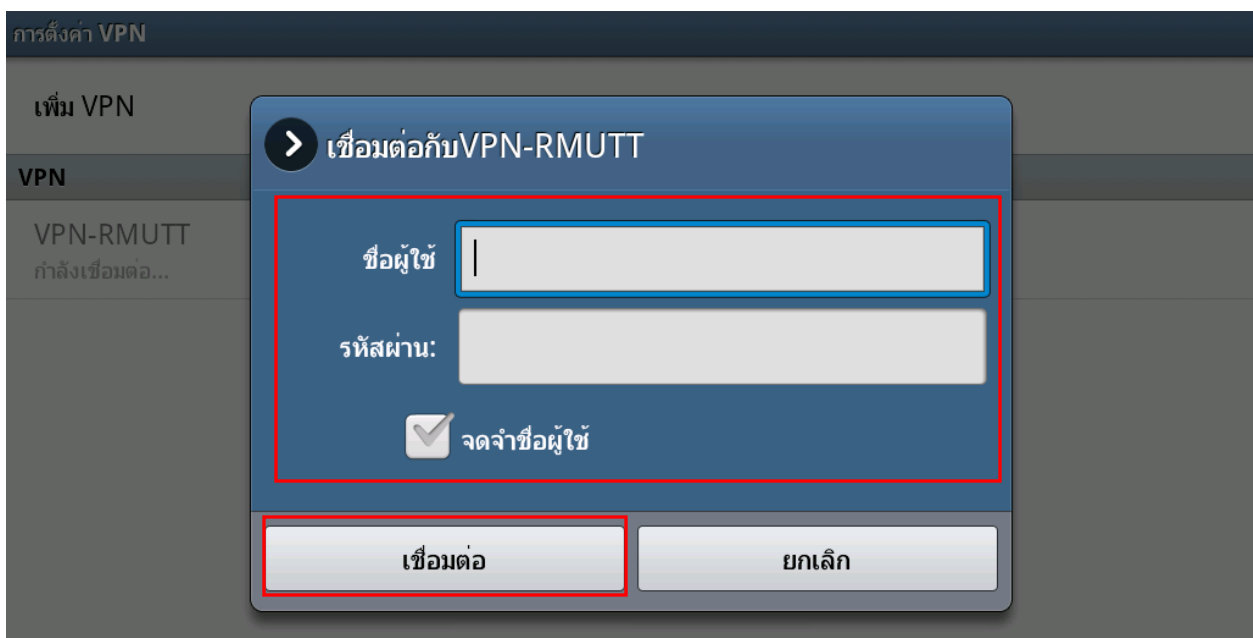 การตั้งค่า VPN
เพิ่ม VPN
VPN
VPN-RMUTT
กำลังเชื่อมต่อ...
เชื่อมต่อกับVPN-RMUTT
ชื่อผู้ใช้
รหัสผ่าน:
จดจำชื่อผู้ใช้
เชื่อมต่อ
ยกเลิก